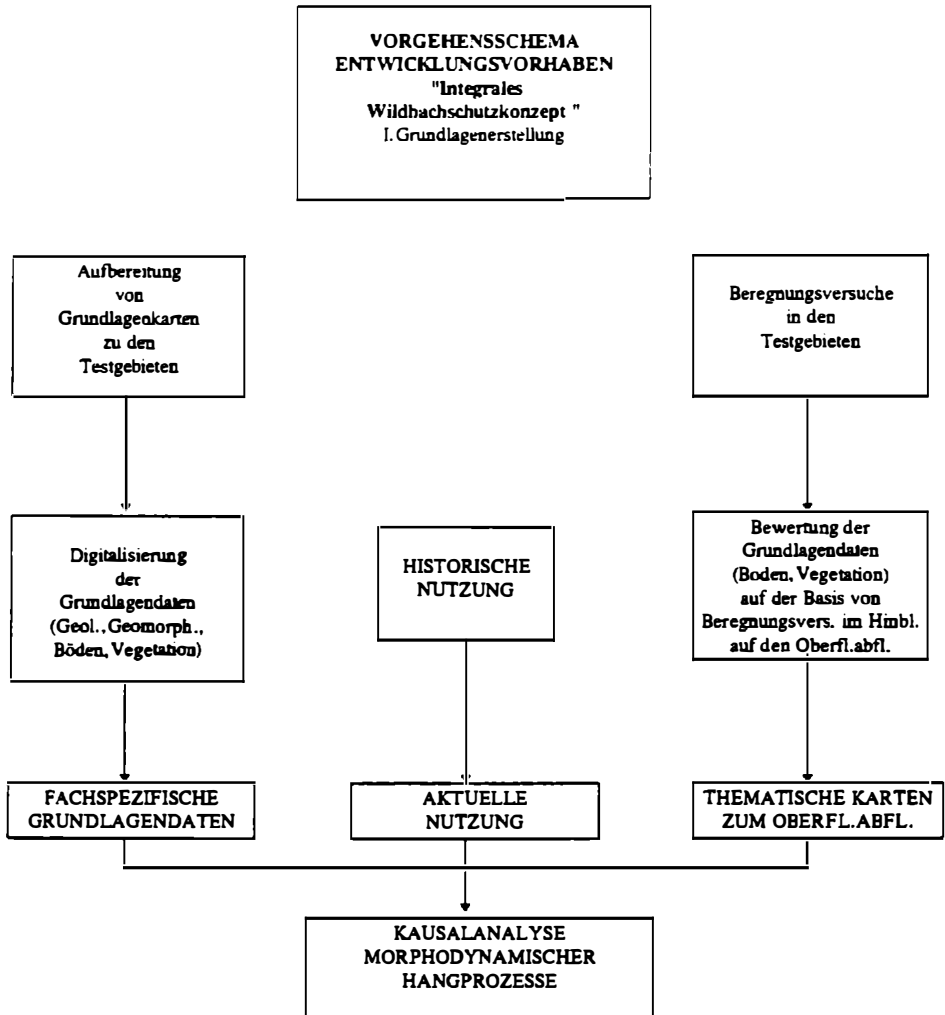 VORGEHENSSCHEMA
ENTWICKLUNGSVORHABEN
"Integrales
Wildbachschutzkonzept "
I. Grundlagenerstellung
Aufbereitung
von
Grundlagenkarten
zu den
Testgebieten
Beregnungsversuche
in den
Testgebieten
Digitalisierung
der
Grundlagendaten
(Geol., Geomorph.,
Böden, Vegetation)
HISTORISCHE
NUTZUNG
Bewertung der
Grundlagendaten
(Boden, Vegetation)
auf der Basis von
Beregnungsvers. im Hinbl.
auf den Oberfl.abfl.
FACHSPEZIFISCHE
GRUNDLAGENDATEN
AKTUELLE
NUTZUNG
THEMATISCHE KARTEN
ZUM OBERFL.ABFL.
KAUSALANALYSE
MORPHODYNAMISCHER
HANGPROZESSE